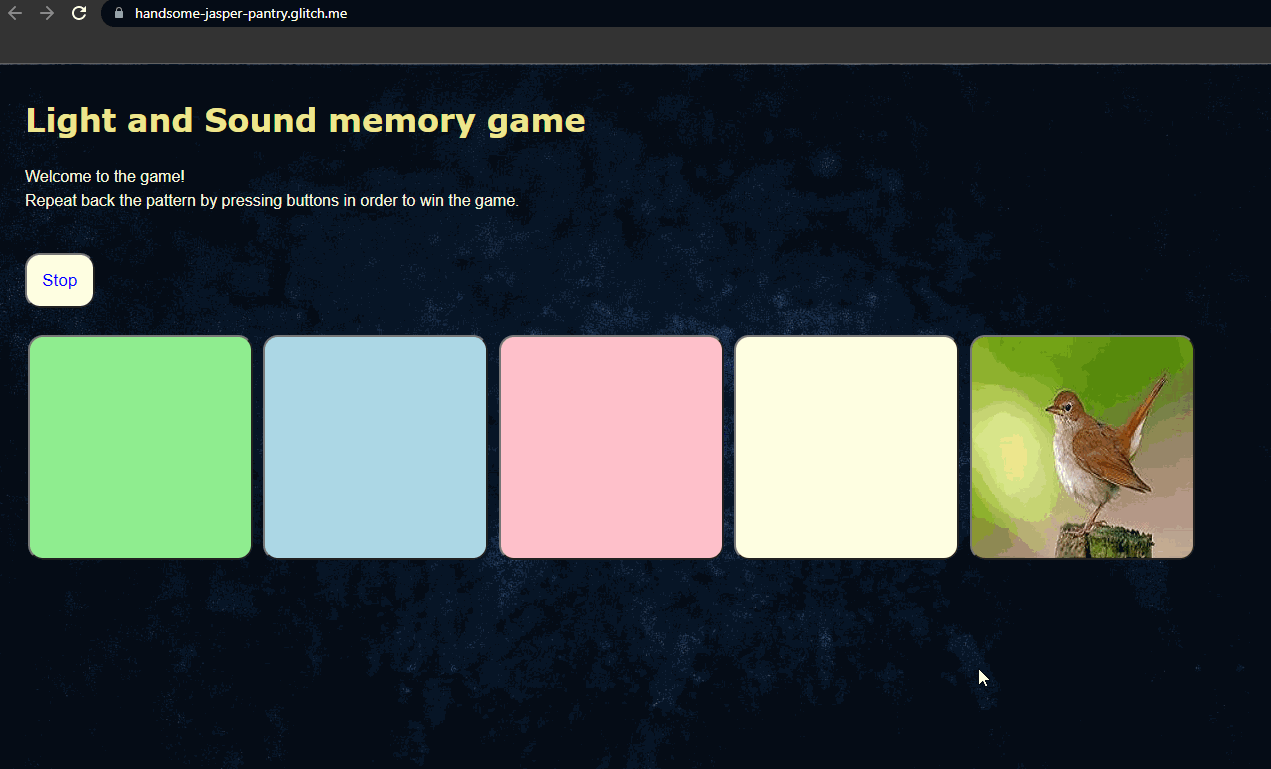 handsome-jasper-pantry.glitch.me
Light and Sound memory game
Welcome to the game!
Repeat back the pattern by pressing buttons in order to win the game.
Stop